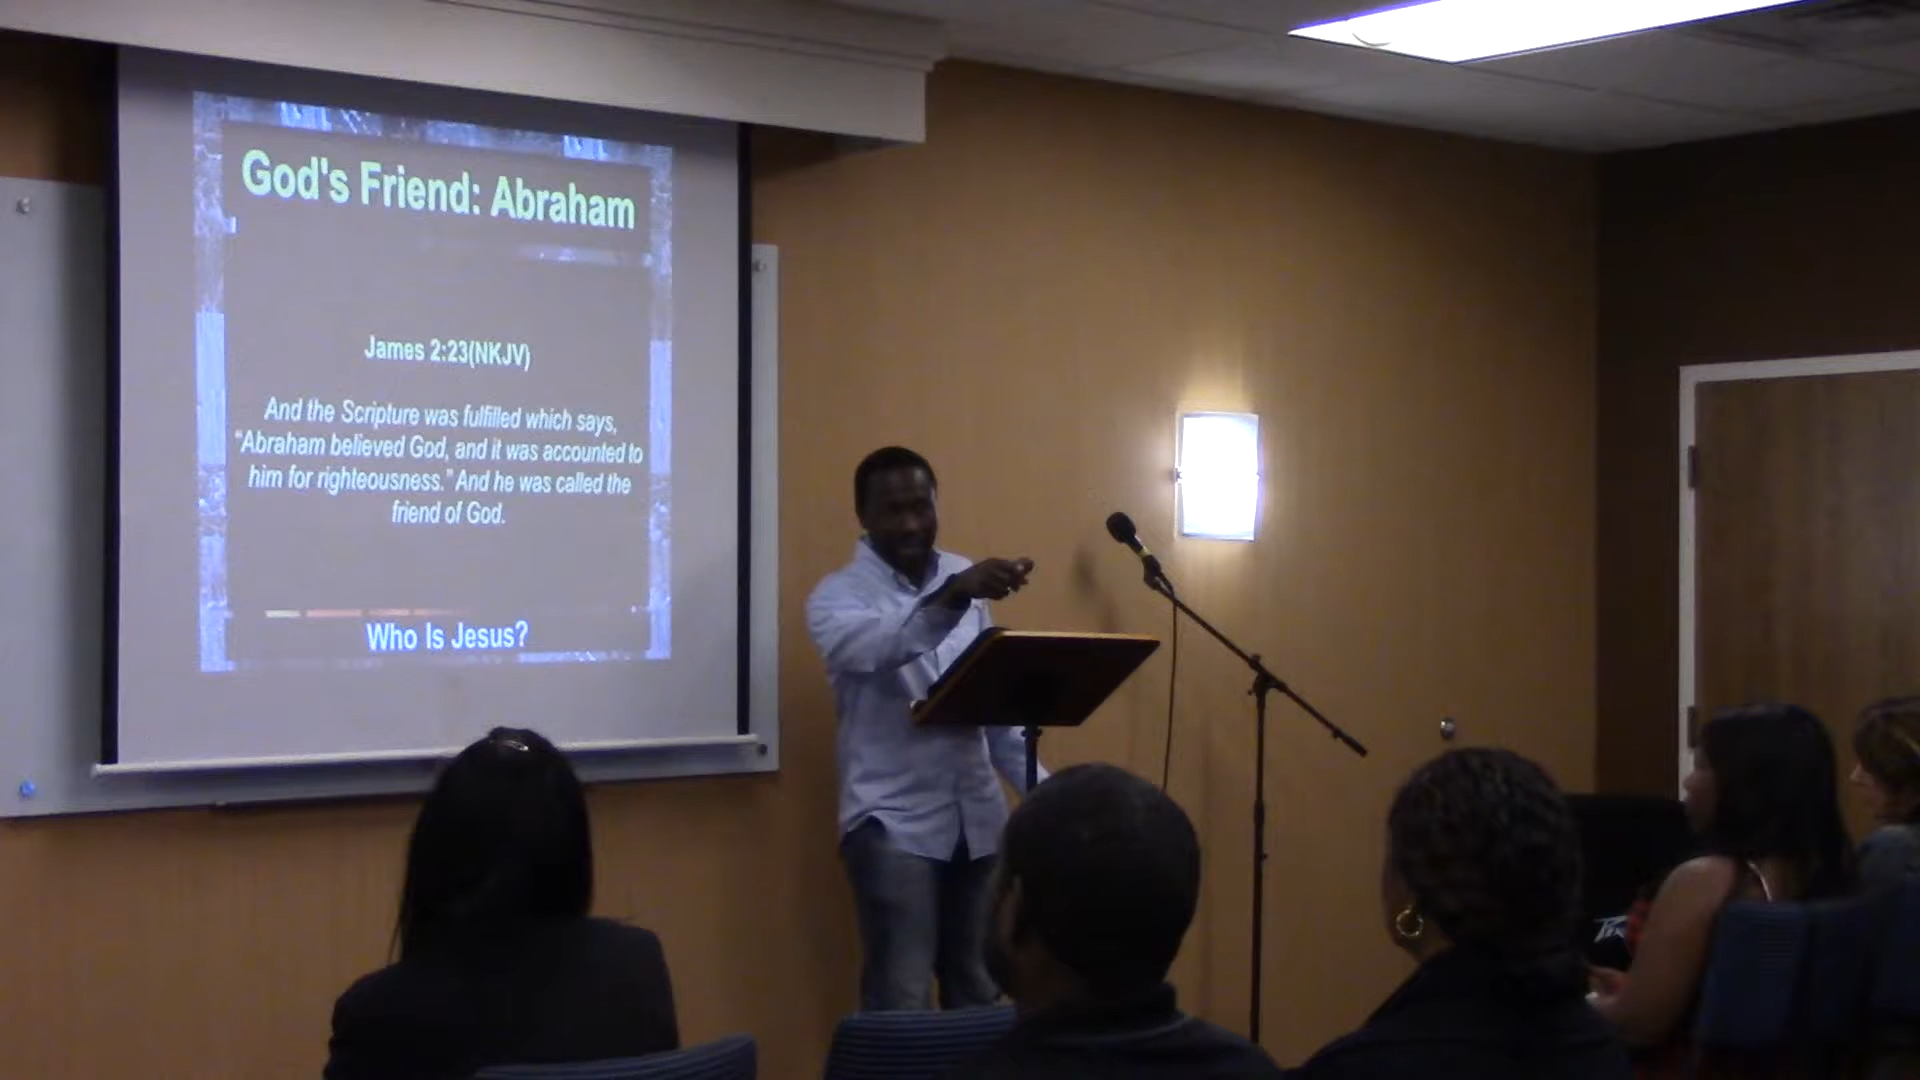 God's Friend: Abraham
James 2:23(NKJV)
And the Scripture was fulfilled which says,
“Abraham believed God, and it was accounted to
him for righteousness.” And he was called the
friend of God.
Who Is Jesus?